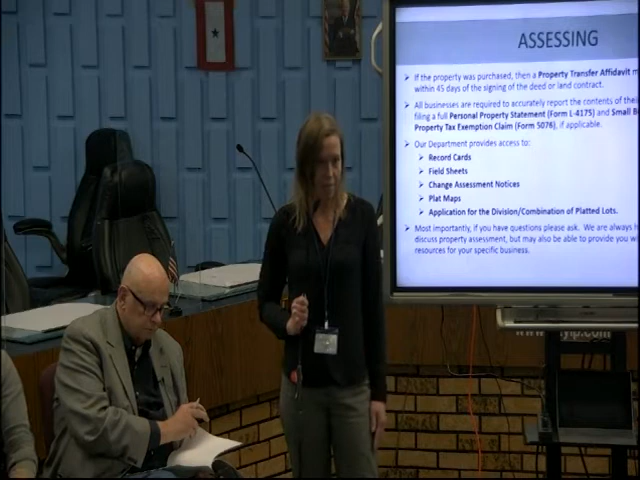 ASSESSING
If the property was purchased, then a Property Transfer Affidavit m
within 45 days of the signing of the deed or land contract.
All businesses are required to accurately report the contents of their
filing a full Personal Property Statement (Form L-4175) and Small B
Property Tax Exemption Claim (Form 5076), if applicable.
Our Department provides access to:
Record Cards
Field Sheets
Change Assessment Notices
Plat Maps
Application for the Division/Combination of Platted Lots.
Most importantly, if you have questions please ask. We are always h
discuss property assessment, but may also be able to provide you wi
resources for your specific business.